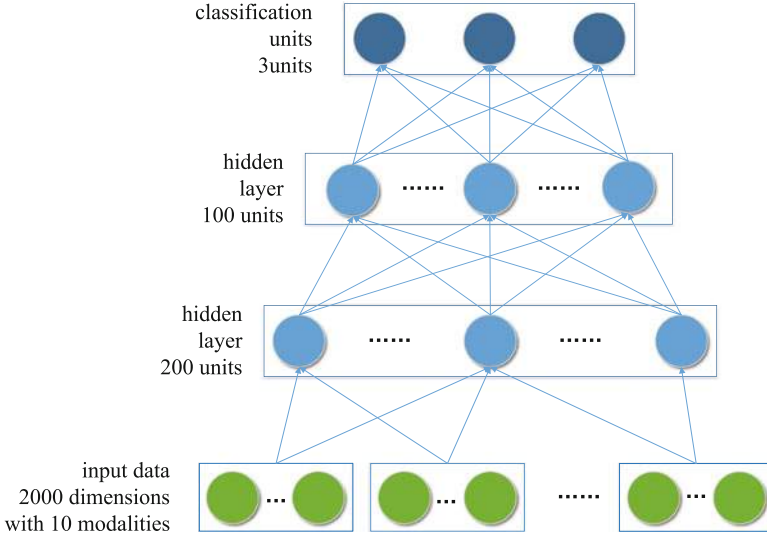 classification
units
3units
hidden
layer
100 units
......
......
hidden
layer
200 units
......
......
input data
2000 dimensions
with 10 modalities
...
...
......
...